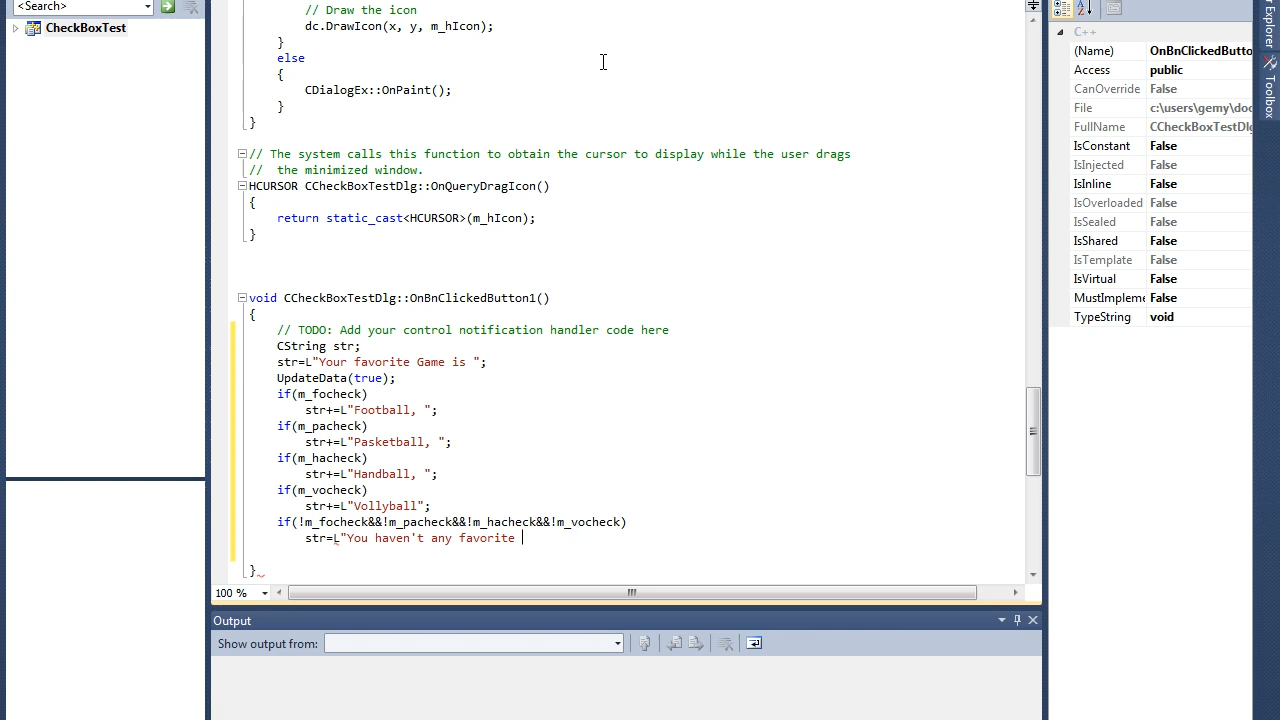 <Search>
CheckBoxTest
// Draw the icon
dc.DrawIcon(x, y, m_hIcon);
}
else
{
CDialogEx::OnPaint();
}
}
// The system calls this function to obtain the cursor to display while the user drags
//  the minimized window.
HCURSOR CCheckBoxTestDlg::OnQueryDragIcon()
{
return static_cast<HCURSOR>(m_hIcon);
}
void CCheckBoxTestDlg::OnBnClickedButton1()
{
// TODO: Add your control notification handler code here
CString str;
str=L"Your favorite Game is ";
UpdateData(true);
if(m_focheck)
str+=L"Football, ";
if(m_pacheck)
str+=L"Pasketball, ";
if(m_hacheck)
str+=L"Handball, ";
if(m_vocheck)
str+=L"Vollyball";
if(!m_focheck&&!m_pacheck&&!m_hacheck&&!m_vocheck)
str=L"You haven't any favorite
}
100 %
Output
Show output from:
C++
(Name) OnBnClickedButto
Access public
CanOverride False
File c:\users\gemy\doc
FullName CCheckBoxTestDlg
IsConstant False
IsInjected False
IsInline False
IsOverloaded False
IsSealed False
IsShared False
IsTemplate False
IsVirtual False
MustImpleme False
TypeString void
r Explorer
Toolbox